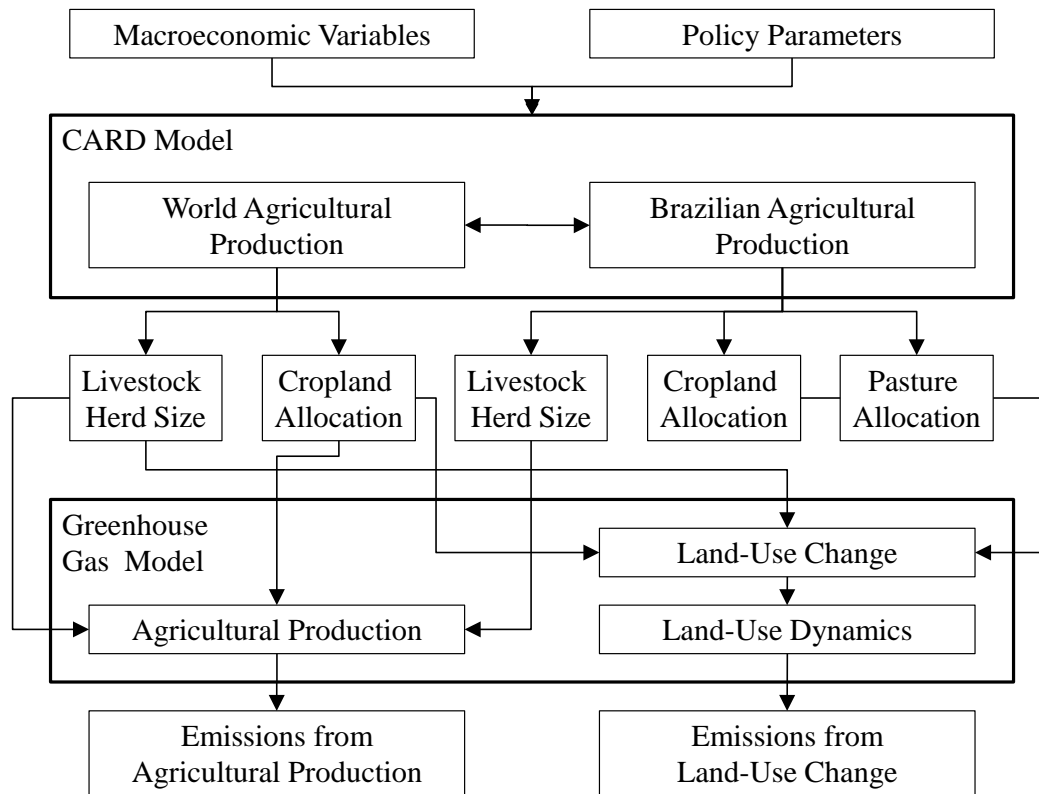 Macroeconomic Variables
Policy Parameters
CARD Model
World Agricultural
Production
Brazilian Agricultural
Production
Livestock
Herd Size
Cropland
Allocation
Livestock
Herd Size
Cropland
Allocation
Pasture
Allocation
Greenhouse
Gas Model
Land-Use Change
Agricultural Production
Land-Use Dynamics
Emissions from
Agricultural Production
Emissions from
Land-Use Change